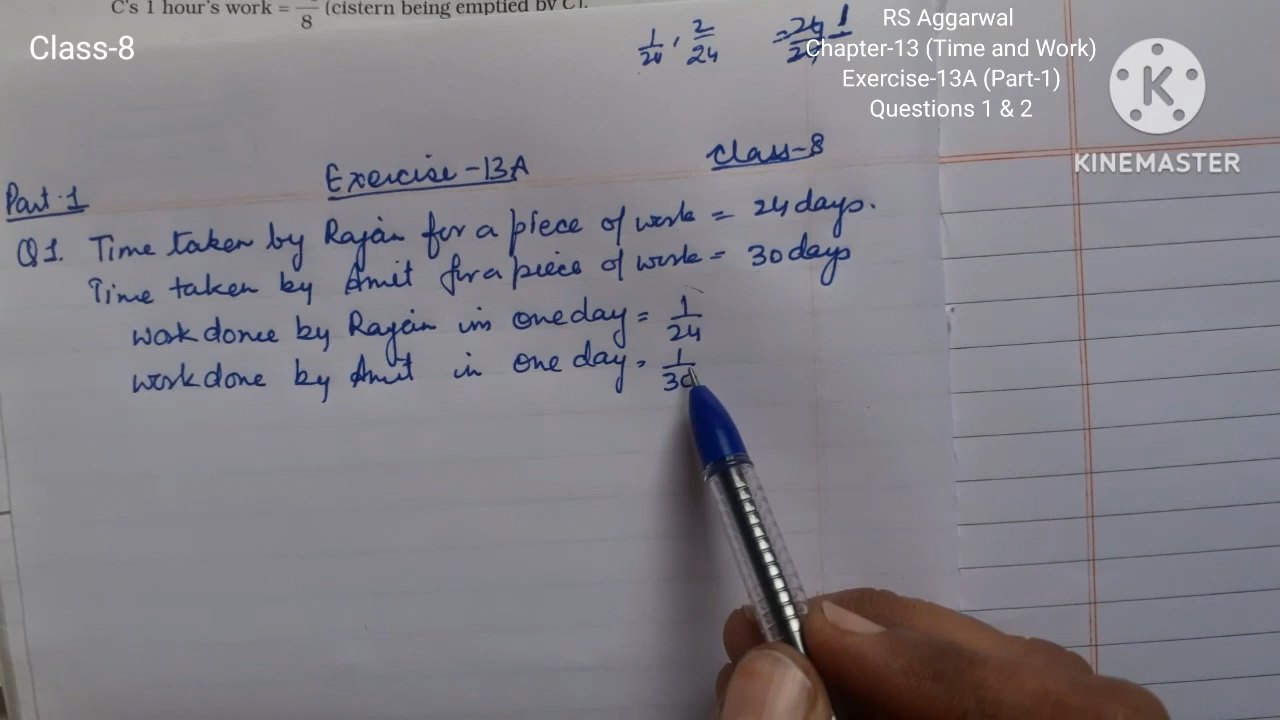 C's 1 hour's work = /8 (cistern being emptied by C).
Class-8
RS Aggarwal
Chapter-13 (Time and Work)
Exercise-13A (Part-1)
Questions 1 & 2
K
KINEMASTER
1/20, 2/24
Exercise-13A
Class-8
Part-1
Q1. Time taken by Rajan for a piece of work = 24 days.
Time taken by Amit for a piece of work = 30 days
work done by Rajan in one day = 1/24
work done by Amit in one day = 1/30